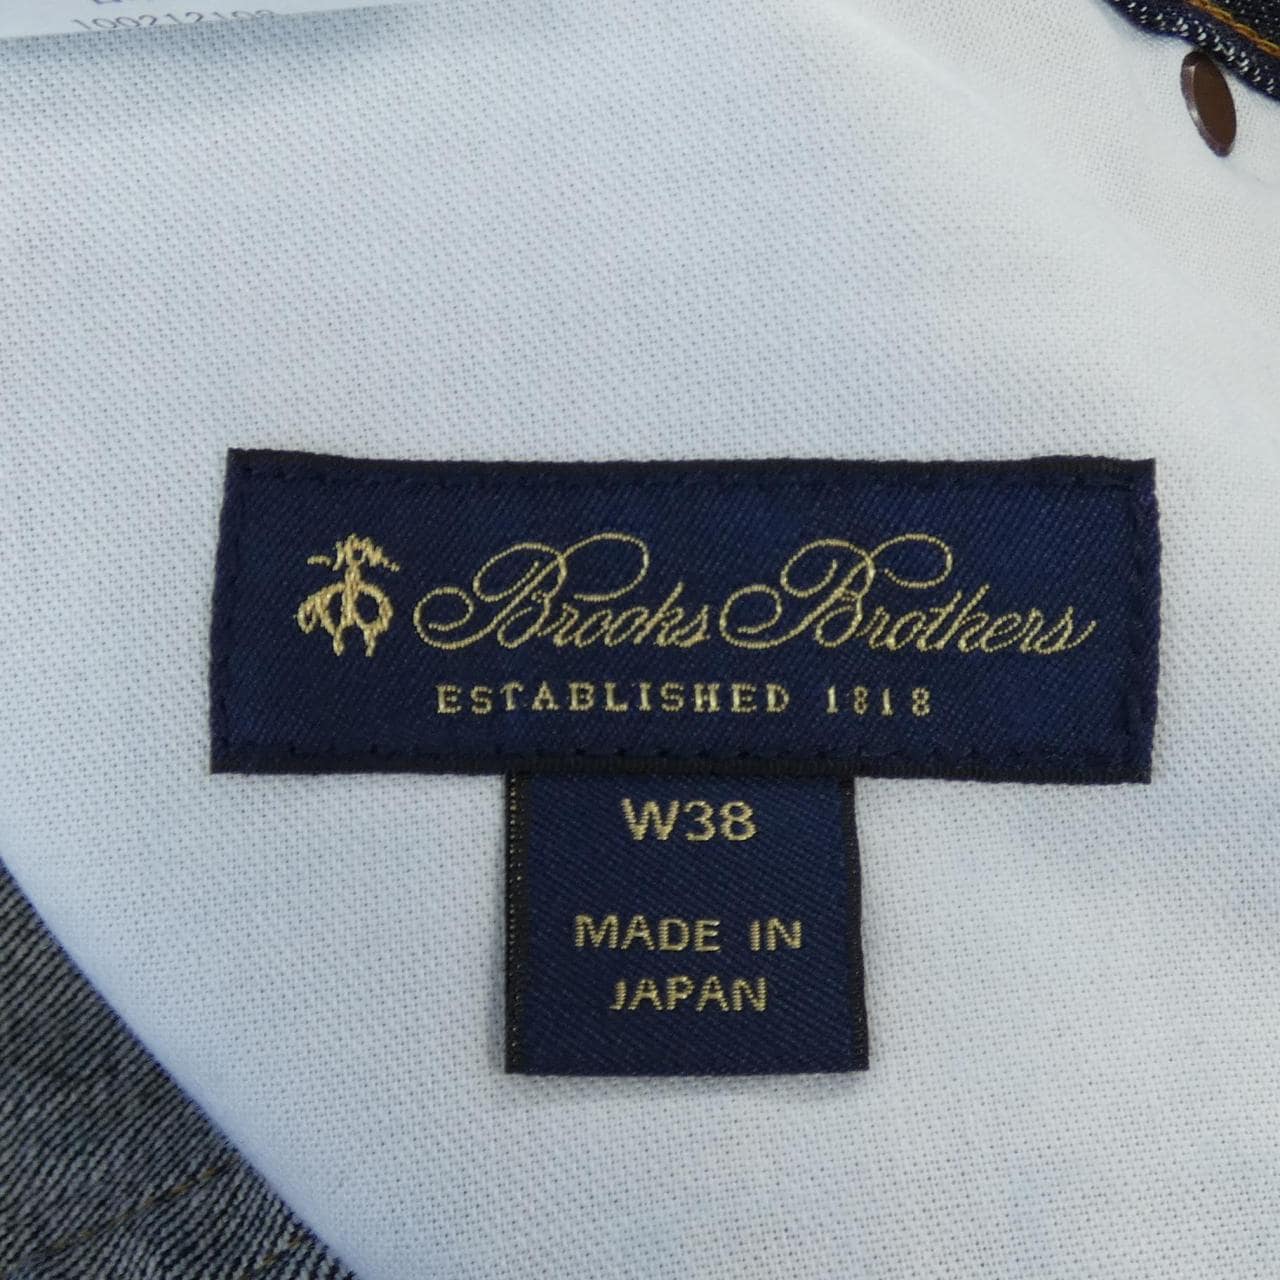 Brooks Brothers
ESTABLISHED 1818
W38
MADE IN
JAPAN